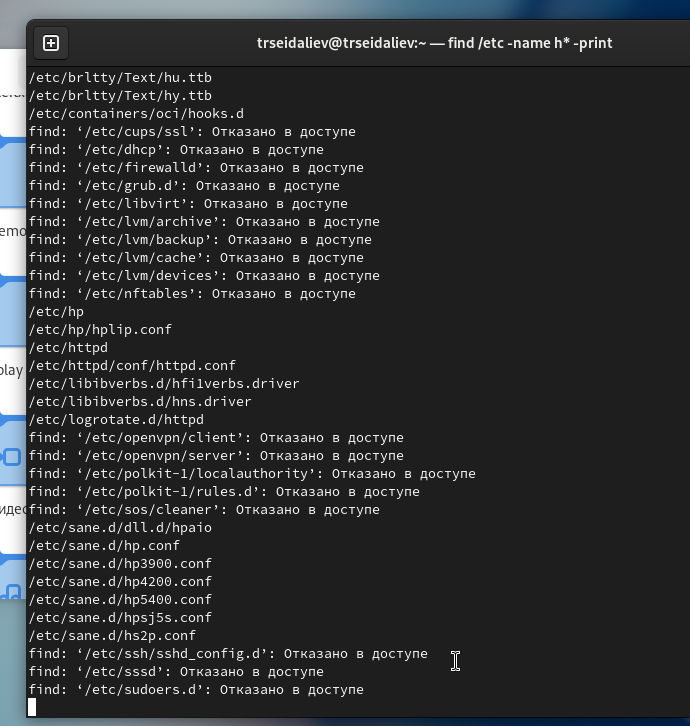 trseidaliev@trseidaliev:~ — find /etc -name h* -print
/etc/brltty/Text/hu.ttb
/etc/brltty/Text/hy.ttb
/etc/containers/oci/hooks.d
find: ‘/etc/cups/ssl’: Отказано в доступе
find: ‘/etc/dhcp’: Отказано в доступе
find: ‘/etc/firewalld’: Отказано в доступе
find: ‘/etc/grub.d’: Отказано в доступе
find: ‘/etc/libvirt’: Отказано в доступе
find: ‘/etc/lvm/archive’: Отказано в доступе
find: ‘/etc/lvm/backup’: Отказано в доступе
find: ‘/etc/lvm/cache’: Отказано в доступе
find: ‘/etc/lvm/devices’: Отказано в доступе
find: ‘/etc/nftables’: Отказано в доступе
/etc/hp
/etc/hp/hplip.conf
/etc/httpd
/etc/httpd/conf/httpd.conf
/etc/libibverbs.d/hfi1verbs.driver
/etc/libibverbs.d/hns.driver
/etc/logrotate.d/httpd
find: ‘/etc/openvpn/client’: Отказано в доступе
find: ‘/etc/openvpn/server’: Отказано в доступе
find: ‘/etc/polkit-1/localauthority’: Отказано в доступе
find: ‘/etc/polkit-1/rules.d’: Отказано в доступе
find: ‘/etc/sos/cleaner’: Отказано в доступе
/etc/sane.d/dll.d/hpaio
/etc/sane.d/hp.conf
/etc/sane.d/hp3900.conf
/etc/sane.d/hp4200.conf
/etc/sane.d/hp5400.conf
/etc/sane.d/hpsj5s.conf
/etc/sane.d/hs2p.conf
find: ‘/etc/ssh/sshd_config.d’: Отказано в доступе
find: ‘/etc/sssd’: Отказано в доступе
find: ‘/etc/sudoers.d’: Отказано в доступе